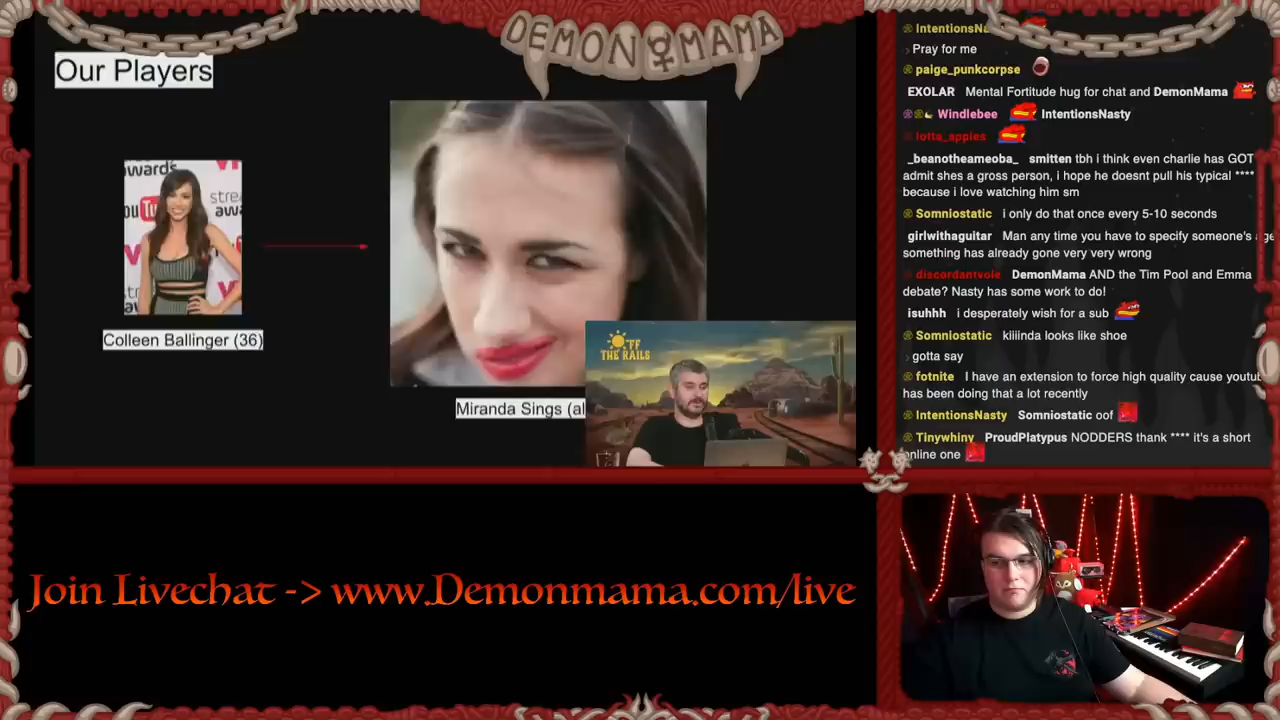 DEMON MAMA
Our Players
awards
You Tu
strea
awa
Colleen Ballinger (36)
Miranda Sings (al
OFF
THE RAILS
IntentionsNa
Pray for me
paige_punkcorpse
EXOLAR Mental Fortitude hug for chat and DemonMama
Windlebee IntentionsNasty
lotta_apples
_beanotheameoba_ smitten tbh i think even charlie has GOT
admit shes a gross person, i hope he doesnt pull his typical ****
because i love watching him sm
Somniostatic i only do that once every 5-10 seconds
girlwithaguitar Man any time you have to specify someone's age
something has already gone very very wrong
discordantvole DemonMama AND the Tim Pool and Emma
debate? Nasty has some work to do!
isuhhh i desperately wish for a sub
Somniostatic kiiiinda looks like shoe
gotta say
fotnite I have an extension to force high quality cause youtu
has been doing that a lot recently
IntentionsNasty Somniostatic oof
Tinywhiny ProudPlatypus NODDERS thank **** it's a short
online one
Join Livechat -> www.Demonmama.com/live